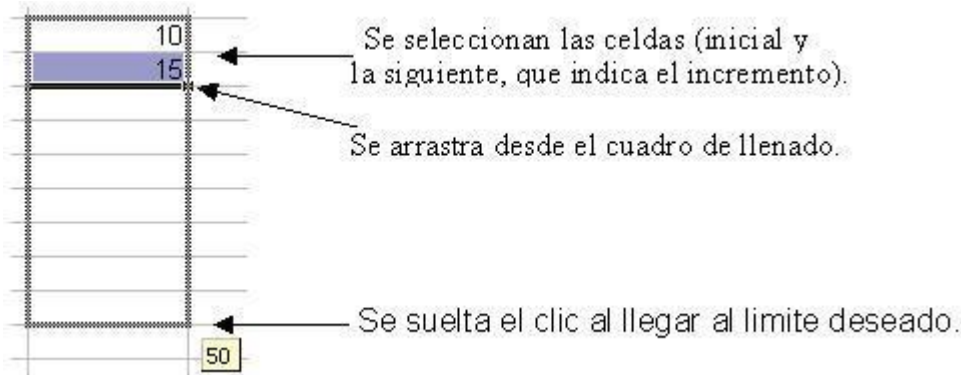 10
15
Se seleccionan las celdas (inicial y
la siguiente, que indica el incremento).
Se arrastra desde el cuadro de llenado.
Se suelta el clic al llegar al limite deseado.
50